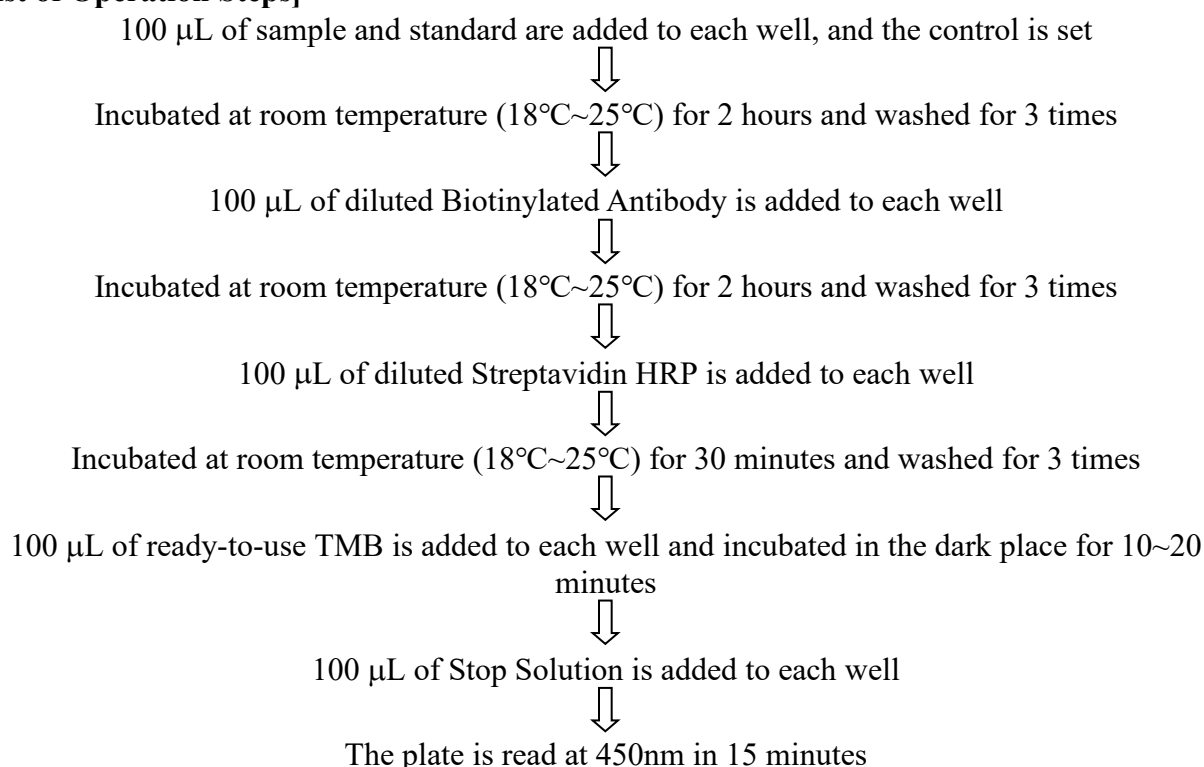 of Operation Steps]
100 μL of sample and standard are added to each well, and the control is set
Incubated at room temperature (18℃~25℃) for 2 hours and washed for 3 times
100 μL of diluted Biotinylated Antibody is added to each well
Incubated at room temperature (18℃~25℃) for 2 hours and washed for 3 times
100 μL of diluted Streptavidin HRP is added to each well
Incubated at room temperature (18℃~25℃) for 30 minutes and washed for 3 times
100 μL of ready-to-use TMB is added to each well and incubated in the dark place for 10~20
minutes
100 μL of Stop Solution is added to each well
The plate is read at 450nm in 15 minutes